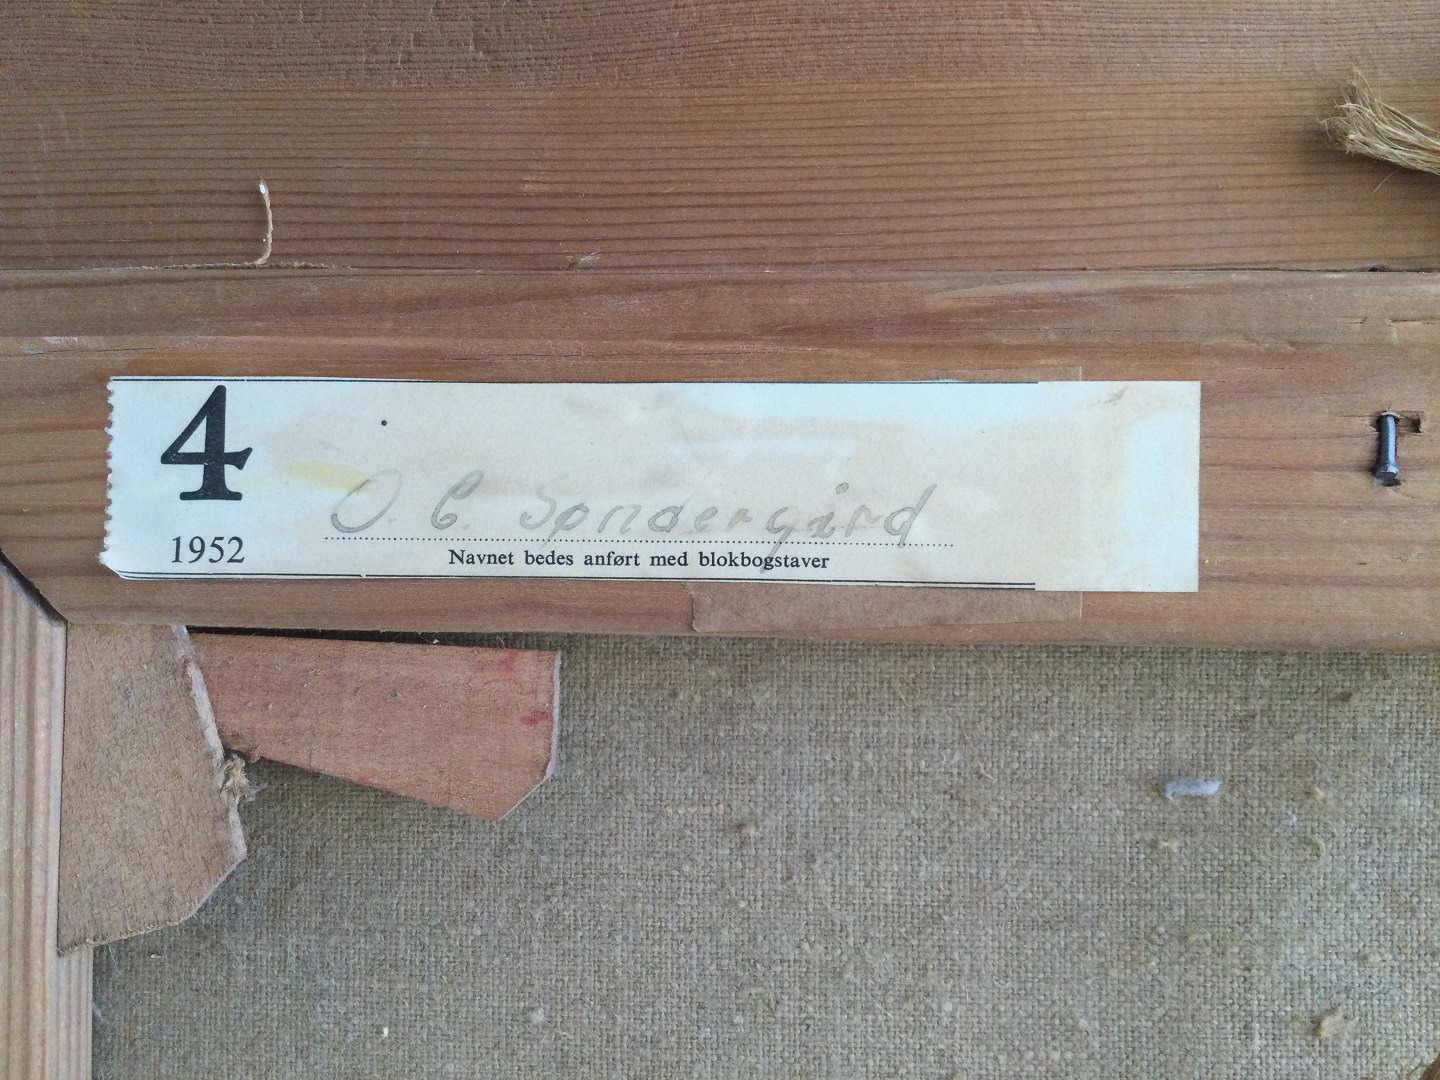 4
1952
O. C. Søndergård
Navnet bedes anført med blokbogstaver